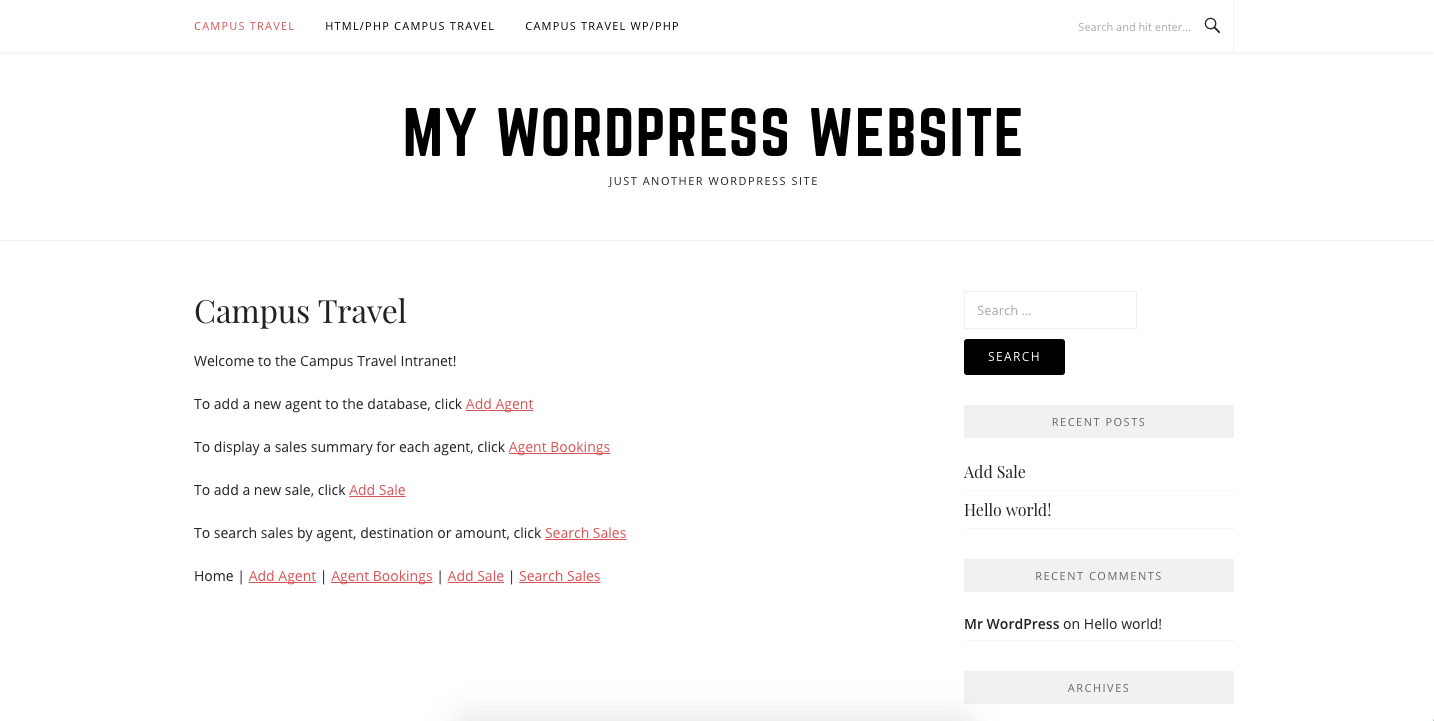 CAMPUS TRAVEL HTML/PHP CAMPUS TRAVEL CAMPUS TRAVEL WP/PHP Search and hit enter...
MY WORDPRESS WEBSITE
JUST ANOTHER WORDPRESS SITE
Campus Travel
Welcome to the Campus Travel Intranet!
To add a new agent to the database, click Add Agent
To display a sales summary for each agent, click Agent Bookings
To add a new sale, click Add Sale
To search sales by agent, destination or amount, click Search Sales
Home | Add Agent | Agent Bookings | Add Sale | Search Sales
Search ...
SEARCH
RECENT POSTS
Add Sale
Hello world!
RECENT COMMENTS
Mr WordPress on Hello world!
ARCHIVES